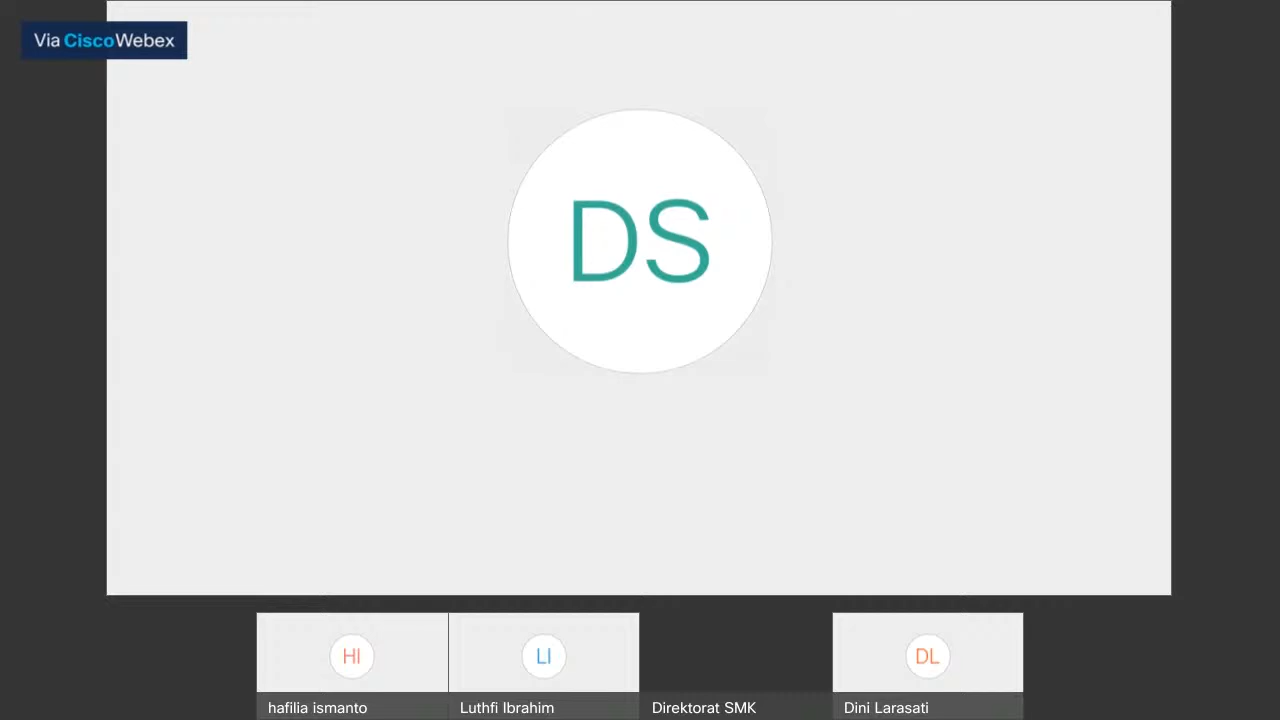 Via CiscoWebex
DS
HI
LI
DL
hafilia ismanto
Luthfi Ibrahim
Direktorat SMK
Dini Larasati